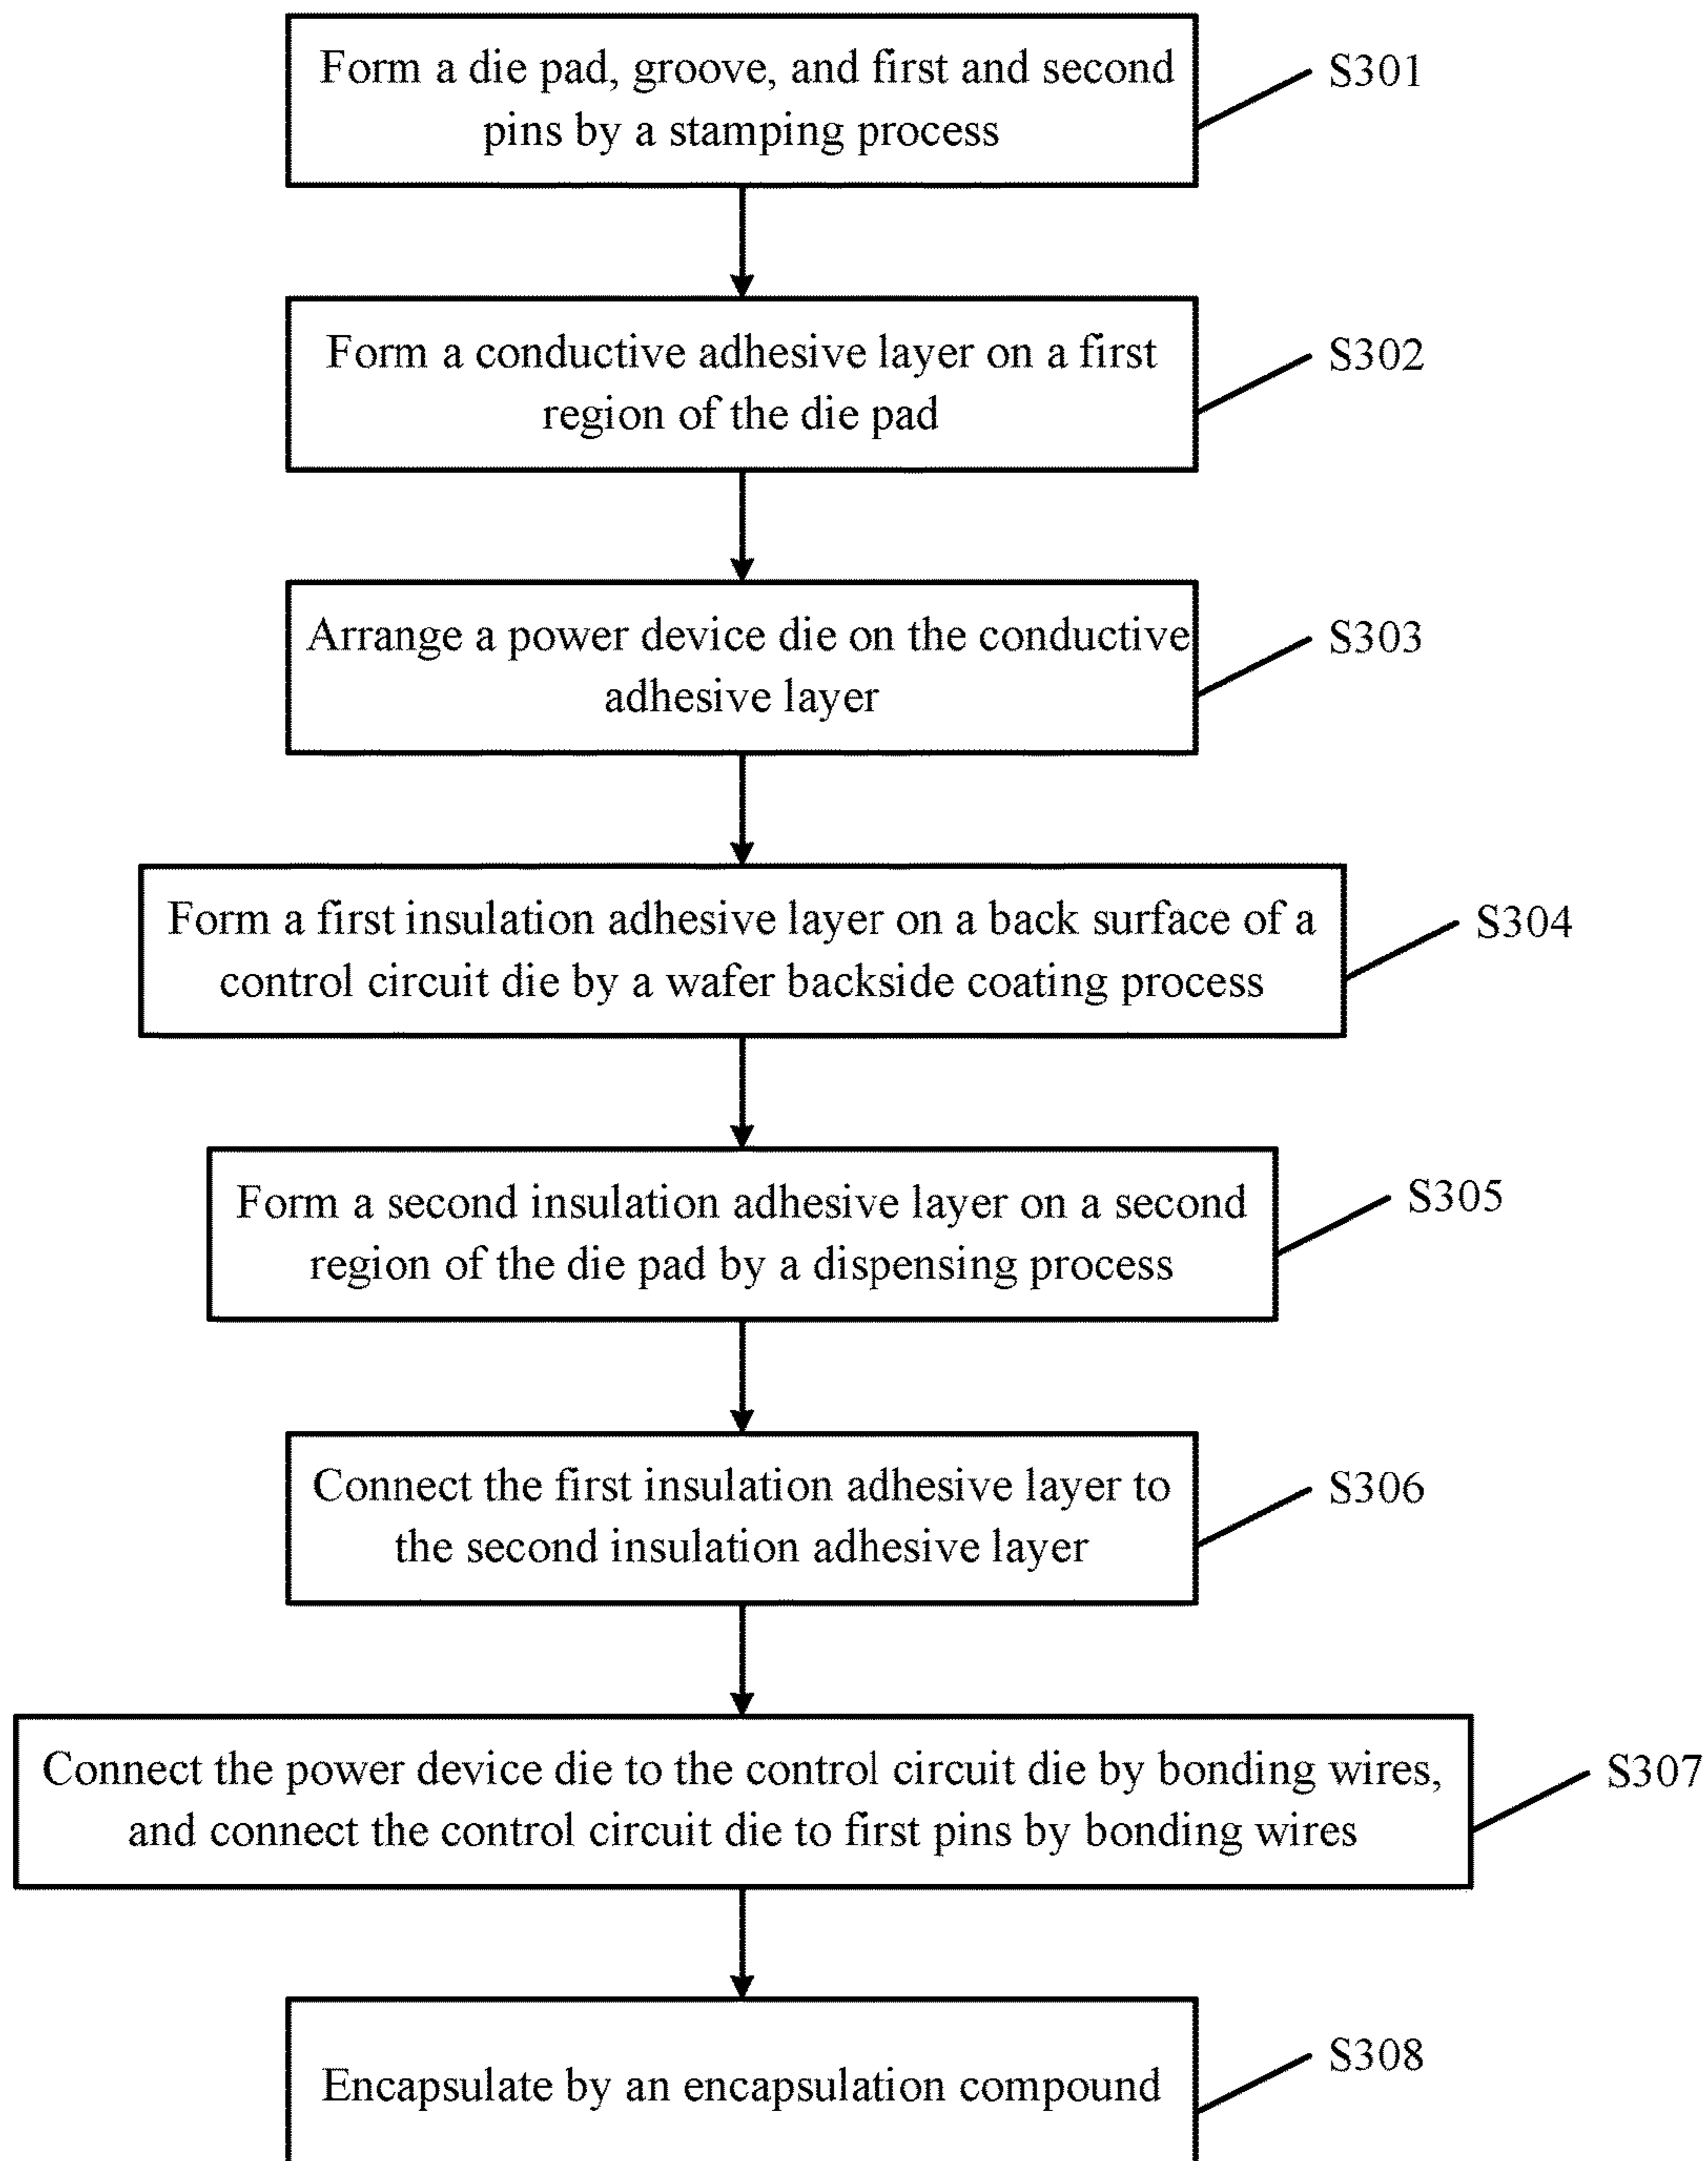 Form a die pad, groove, and first and second
pins by a stamping process
S301
Form a conductive adhesive layer on a first
region of the die pad
S302
Arrange a power device die on the conductive
adhesive layer
S303
Form a first insulation adhesive layer on a back surface of a
control circuit die by a wafer backside coating process
S304
Form a second insulation adhesive layer on a second
region of the die pad by a dispensing process
S305
Connect the first insulation adhesive layer to
the second insulation adhesive layer
S306
Connect the power device die to the control circuit die by bonding wires,
and connect the control circuit die to first pins by bonding wires
S307
Encapsulate by an encapsulation compound
S308